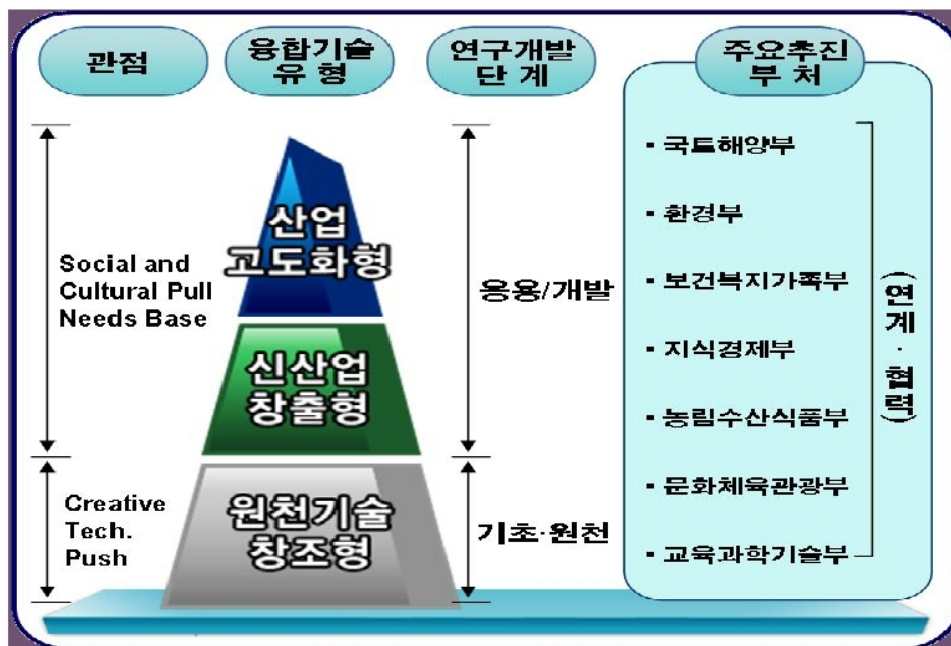 관점
융합기술
유 형
연구개발
단 계
주요추진
부 처
Social and
Cultural Pull
Needs Base
Creative
Tech.
Push
산업
고도화형
신산업
창출형
원천기술
창조형
응용/개발
기초·원천
▪ 국트해양부
▪ 환경부
▪ 보건복지가족부
▪ 지식경제부
▪ 농림수산식품부
▪ 문화체육관광부
▪ 교육과학기술부
(연계·협력)